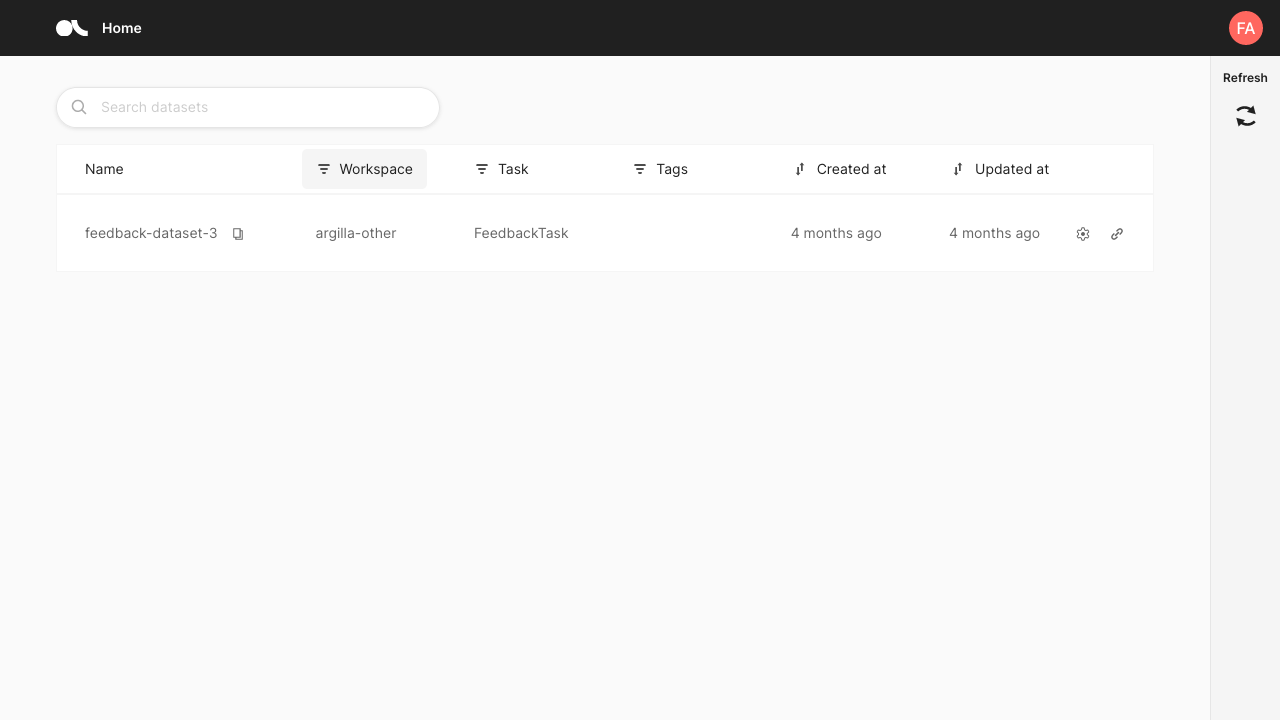 Home
FA
Refresh
Search datasets
Name Workspace Task Tags Created at Updated at
feedback-dataset-3 argilla-other FeedbackTask 4 months ago 4 months ago